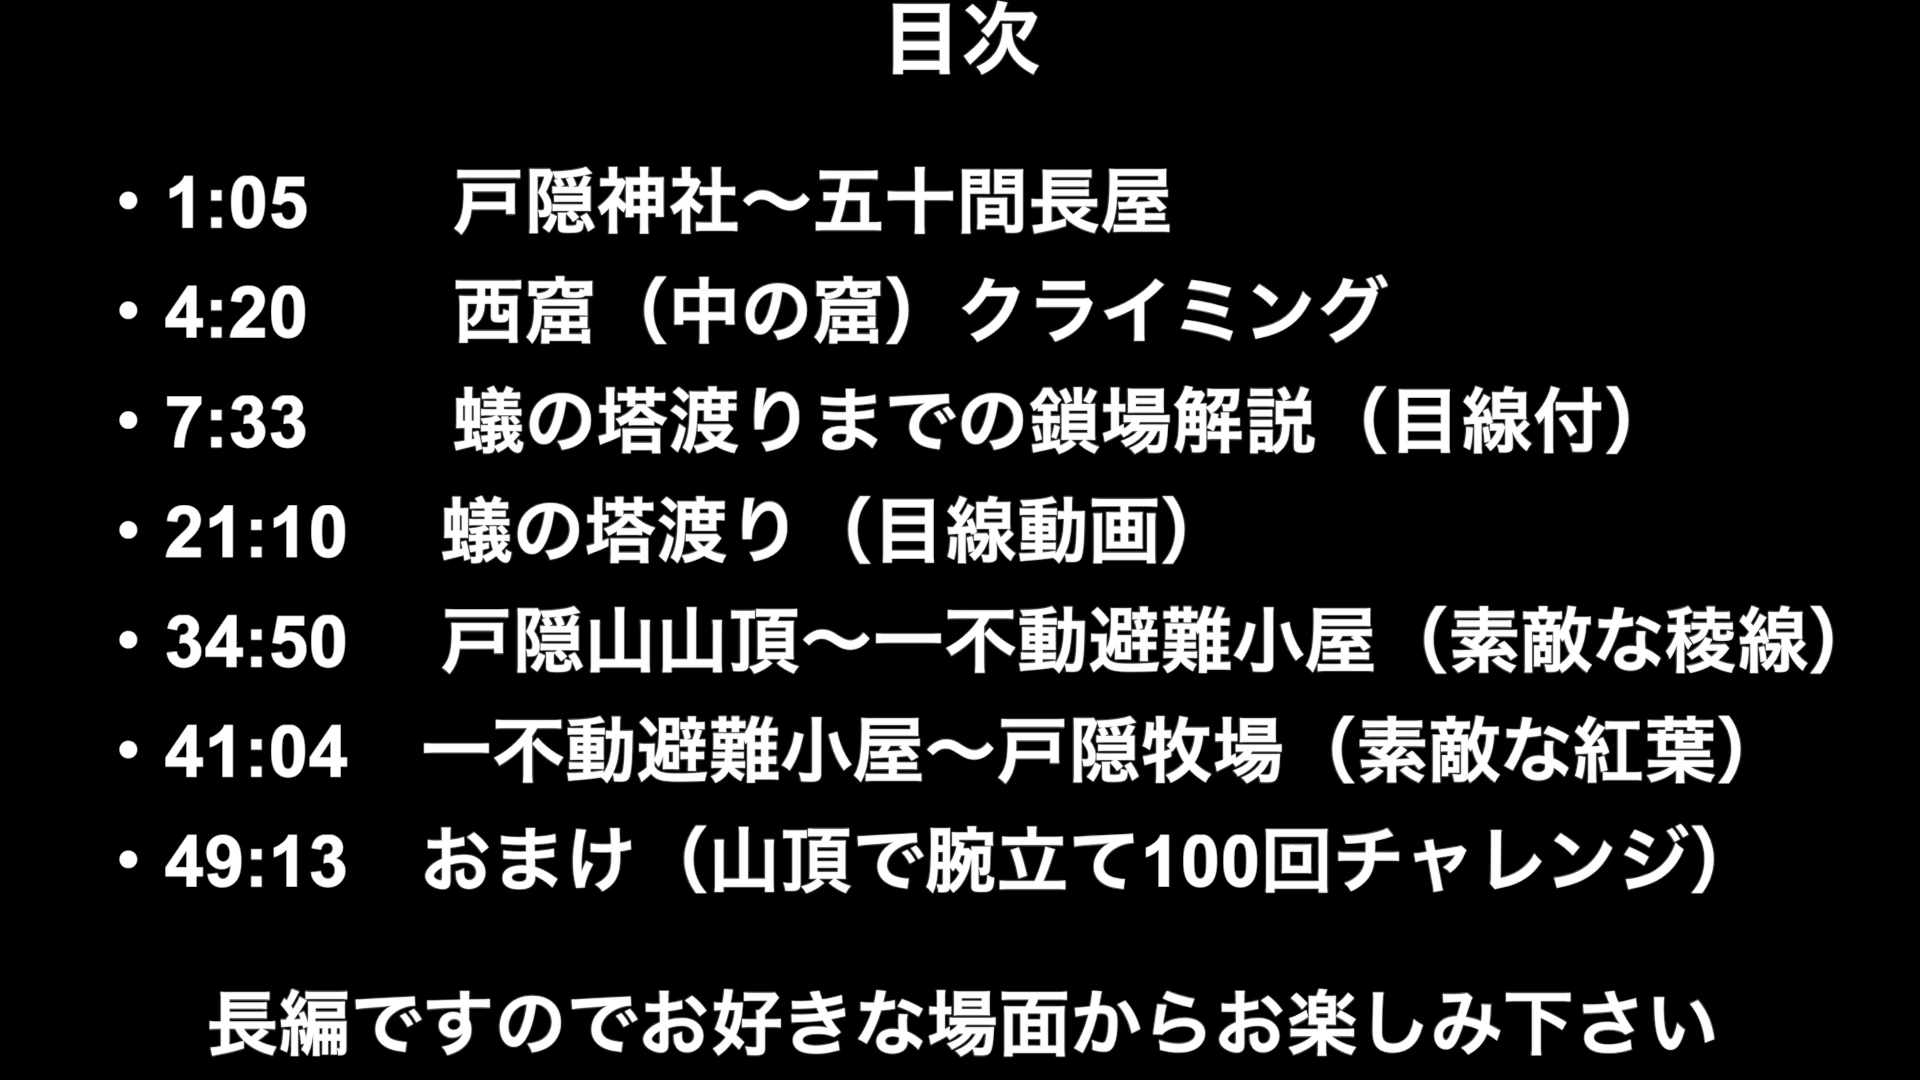 目次
・1:05　戸隠神社〜五十間長屋
・4:20　西窟（中の窟）クライミング
・7:33　蟻の塔渡りまでの鎖場解説（目線付）
・21:10　蟻の塔渡り（目線動画）
・34:50　戸隠山山頂〜一不動避難小屋（素敵な稜線）
・41:04　一不動避難小屋〜戸隠牧場（素敵な紅葉）
・49:13　おまけ（山頂で腕立て100回チャレンジ）
長編ですのでお好きな場面からお楽しみ下さい